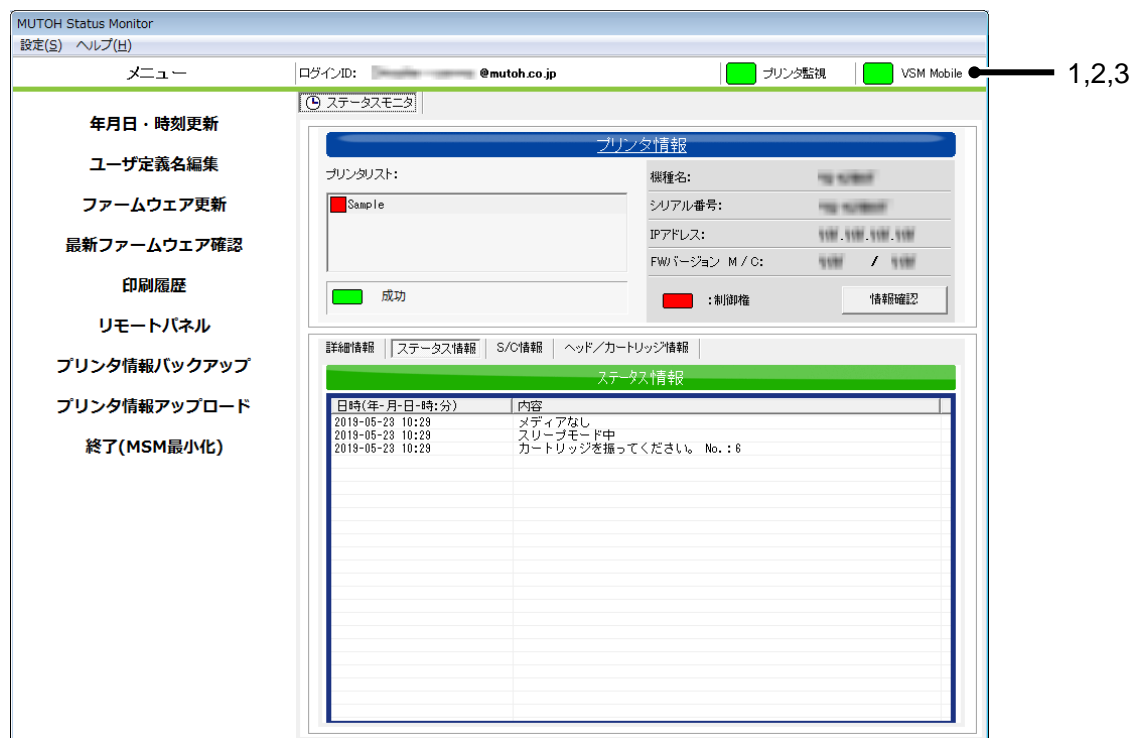 MUTOH Status Monitor
設定(S) ヘルプ(H)
メニュー
ログインID: @mutoh.co.jp
プリンタ監視
VSM Mobile
1,2,3
年月日・時刻更新
ユーザ定義名編集
ファームウェア更新
最新ファームウェア確認
印刷履歴
リモートパネル
プリンタ情報バックアップ
プリンタ情報アップロード
終了(MSM最小化)
ステータスモニタ
プリンタ情報
プリンタリスト:
Sample
成功
機種名:
シリアル番号:
IPアドレス:
FWバージョン M / C: /
:制御権
情報確認
詳細情報 ステータス情報 S/C情報 ヘッド/カートリッジ情報
ステータス情報
日時(年-月-日-時:分) 内容
2019-05-23 10:29 メディアなし
2019-05-23 10:29 スリープモード中
2019-05-23 10:29 カートリッジを振ってください。 No.:6